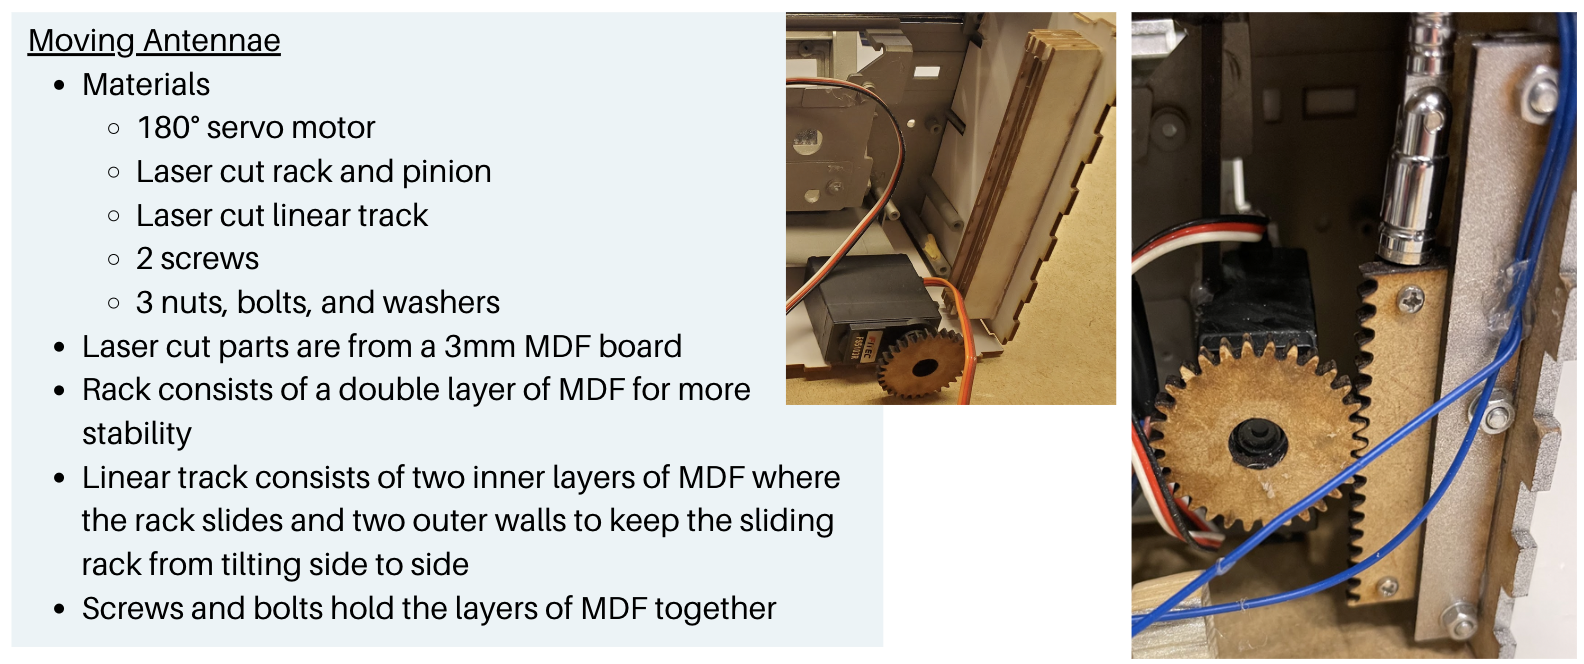 Moving Antennae
• Materials
○ 180° servo motor
○ Laser cut rack and pinion
○ Laser cut linear track
○ 2 screws
○ 3 nuts, bolts, and washers
• Laser cut parts are from a 3mm MDF board
• Rack consists of a double layer of MDF for more
stability
• Linear track consists of two inner layers of MDF where
the rack slides and two outer walls to keep the sliding
rack from tilting side to side
• Screws and bolts hold the layers of MDF together